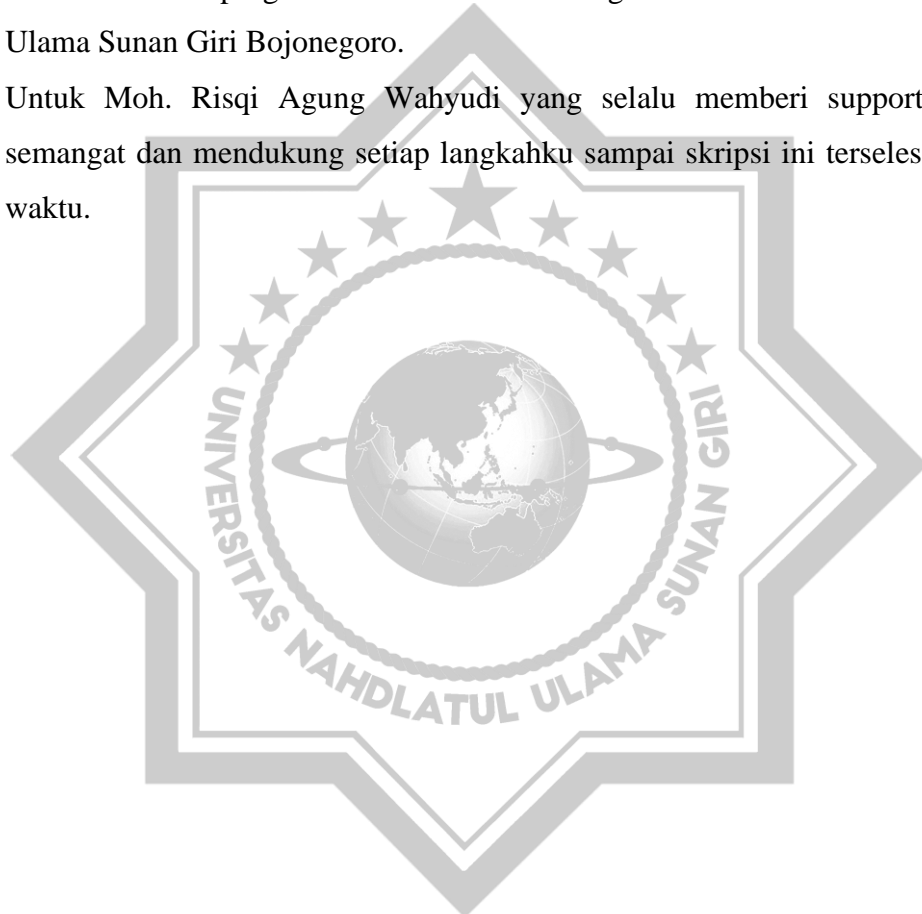 Ulama Sunan Giri Bojonegoro.
Untuk Moh. Risqi Agung Wahyudi yang selalu memberi support
semangat dan mendukung setiap langkahku sampai skripsi ini
waktu.
UNIVERSITAS NAHDLATUL ULAMA SUNAN GIRI